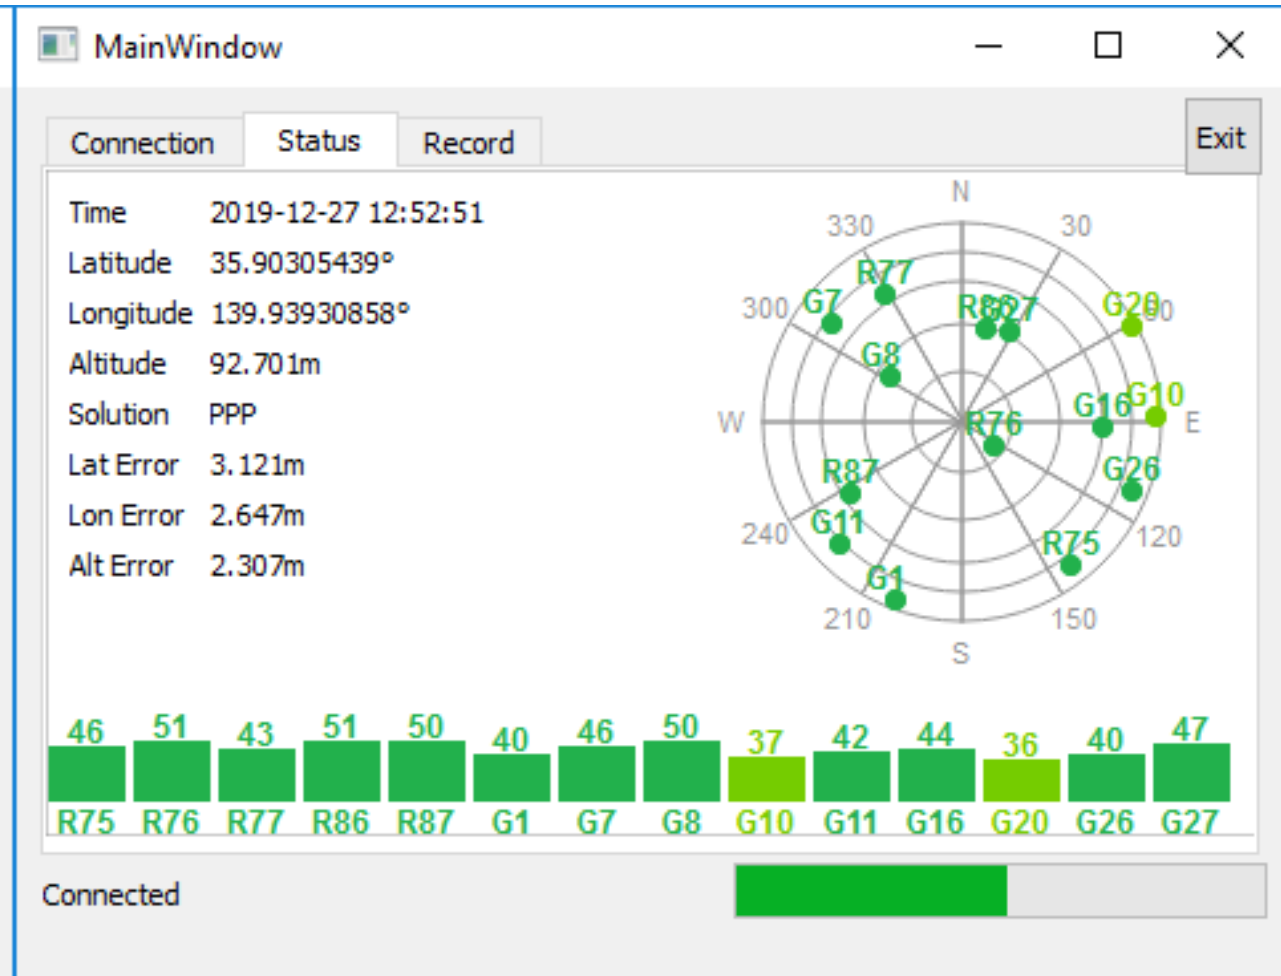 MainWindow
Connection Status Record Exit
Time 2019-12-27 12:52:51
Latitude 35.90305439°
Longitude 139.93930858°
Altitude 92.701m
Solution PPP
Lat Error 3.121m
Lon Error 2.647m
Alt Error 2.307m
N
330 30
R77
300 G7 R86 G27 G20 60
G8
G10
W R76 G16 E
R87 G26
240 G11 R75 120
G1
210 150
S
46 51 43 51 50 40 46 50 37 42 44 36 40 47
R75 R76 R77 R86 R87 G1 G7 G8 G10 G11 G16 G20 G26 G27
Connected